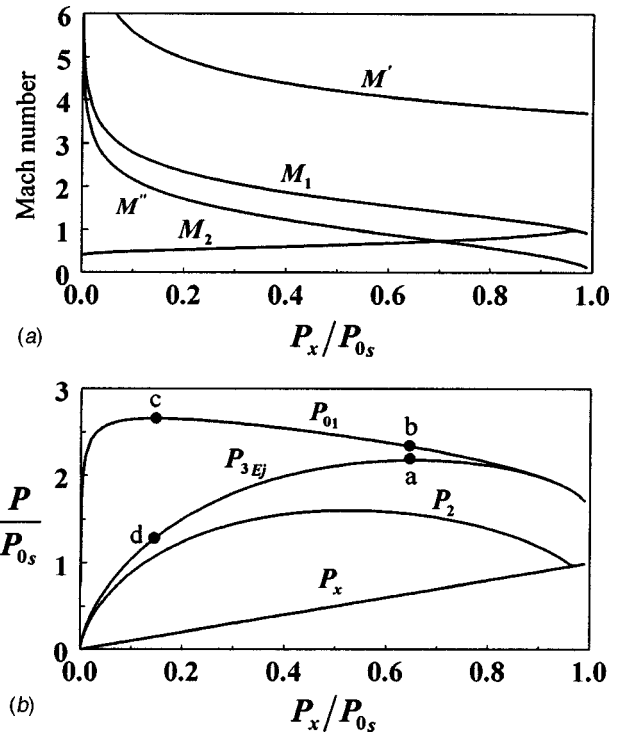 6
5
4
3
2
1
0
Mach number
M'
M₁
M"
M₂
0.0 0.2 0.4 0.6 0.8 1.0
(a)
Pₓ/P₀ₛ
3
2
1
0
P/P₀ₛ
c
P₀₁
b
P₃ Ej
a
P₂
d
Pₓ
0.0 0.2 0.4 0.6 0.8 1.0
(b)
Pₓ/P₀ₛ